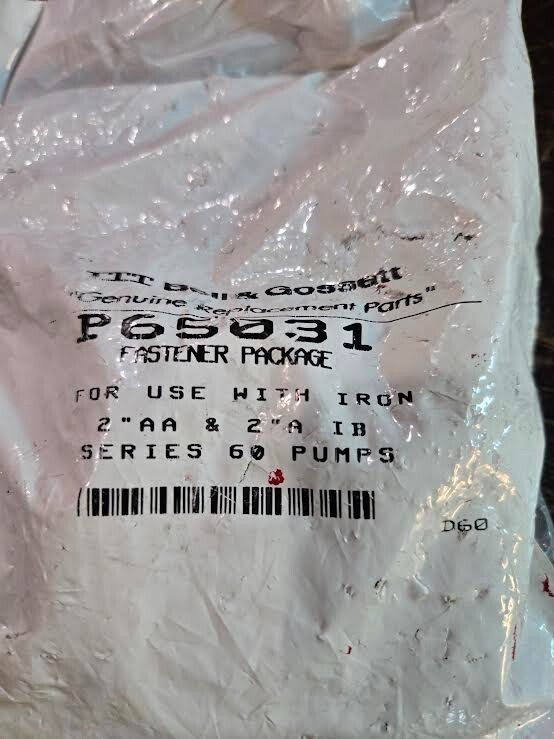 ITT Bell & Gossett
"Genuine Replacement Parts"
P65031
FASTENER PACKAGE
FOR USE WITH IRON
2"AA & 2"A IB
SERIES 60 PUMPS
D60